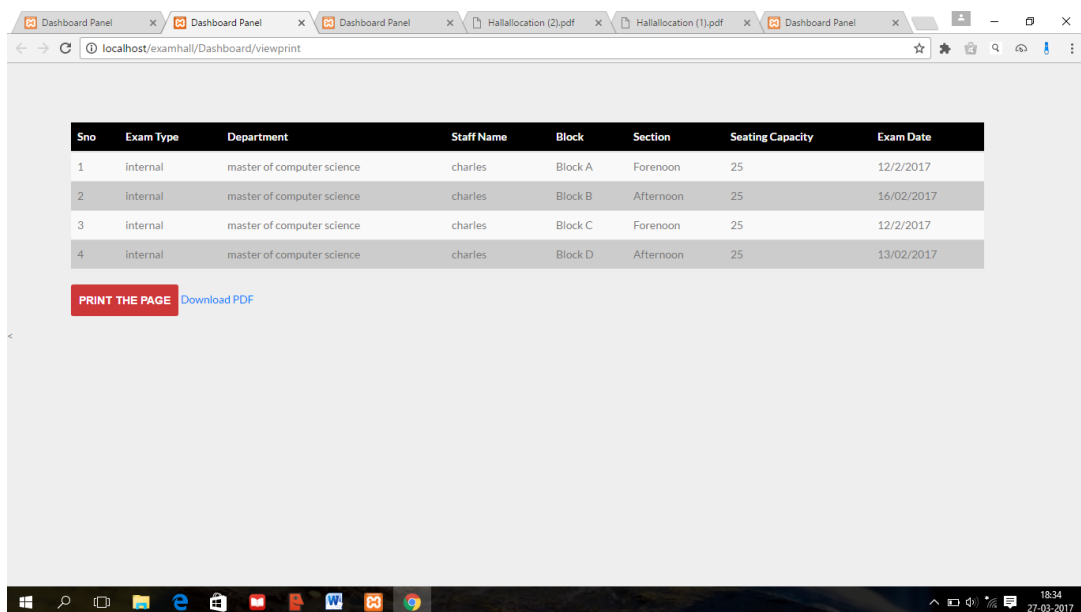 Dashboard Panel Dashboard Panel Dashboard Panel Hallallocation (2).pdf Hallallocation (1).pdf Dashboard Panel
localhost/examhall/Dashboard/viewprint
Sno Exam Type Department Staff Name Block Section Seating Capacity Exam Date
1 internal master of computer science charles Block A Forenoon 25 12/2/2017
2 internal master of computer science charles Block B Afternoon 25 16/02/2017
3 internal master of computer science charles Block C Forenoon 25 12/2/2017
4 internal master of computer science charles Block D Afternoon 25 13/02/2017
PRINT THE PAGE Download PDF
<
18:34
27-03-2017